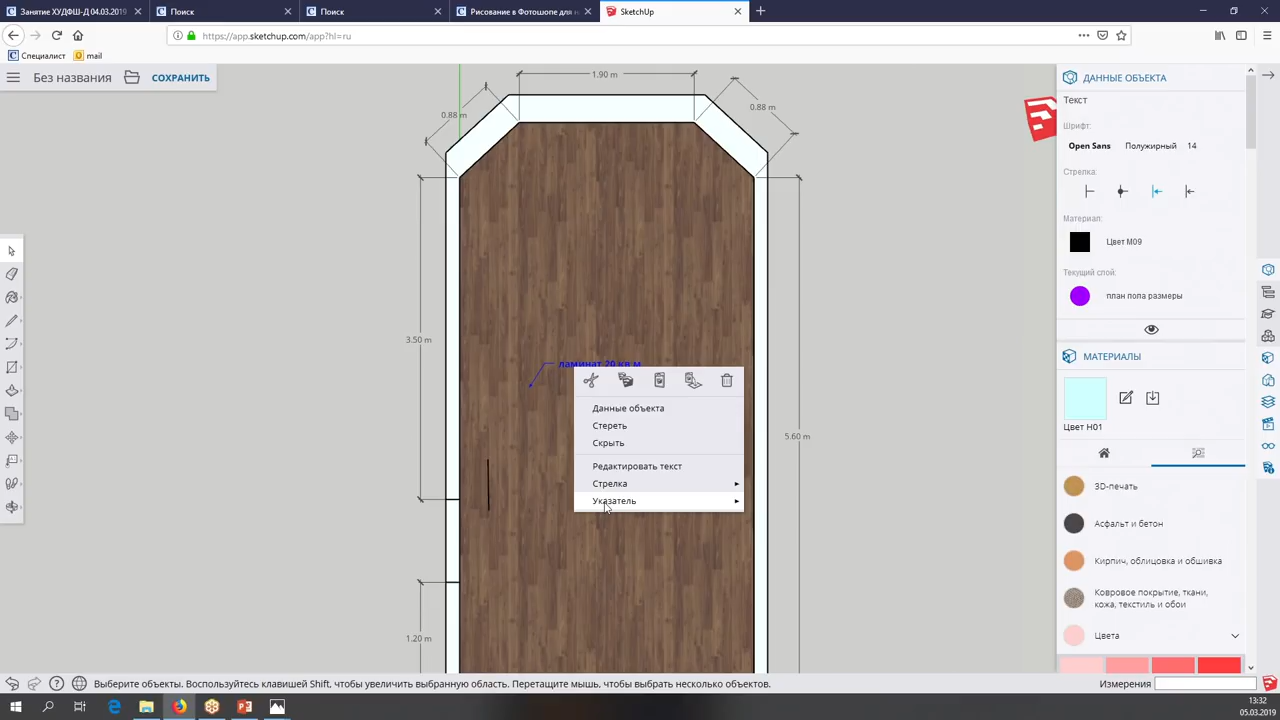 Занятие ХУДФШ-Д 04.03.2019
Поиск
Поиск
Рисование в Фотошопе для н
SketchUp
https://app.sketchup.com/app?hl=ru
Специалист
mail
Без названия
СОХРАНИТЬ
1.90 m
0.88 m
0.88 m
3.50 m
5.60 m
1.20 m
ламинат 20 кв м
Данные объекта
Стереть
Скрыть
Редактировать текст
Стрелка
Указатель
ДАННЫЕ ОБЪЕКТА
Текст
Шрифт:
Open Sans Полужирный 14
Стрелка:
Материал:
Цвет M09
Текущий слой:
план пола размеры
МАТЕРИАЛЫ
Цвет H01
3D-печать
Асфальт и бетон
Кирпич, облицовка и обшивка
Ковровое покрытие, ткани,
кожа, текстиль и обои
Цвета
Выберите объекты. Воспользуйтесь клавишей Shift, чтобы увеличить выбранную область. Перетащите мышь, чтобы выбрать несколько объектов.
Измерения
13:32
05.03.2019